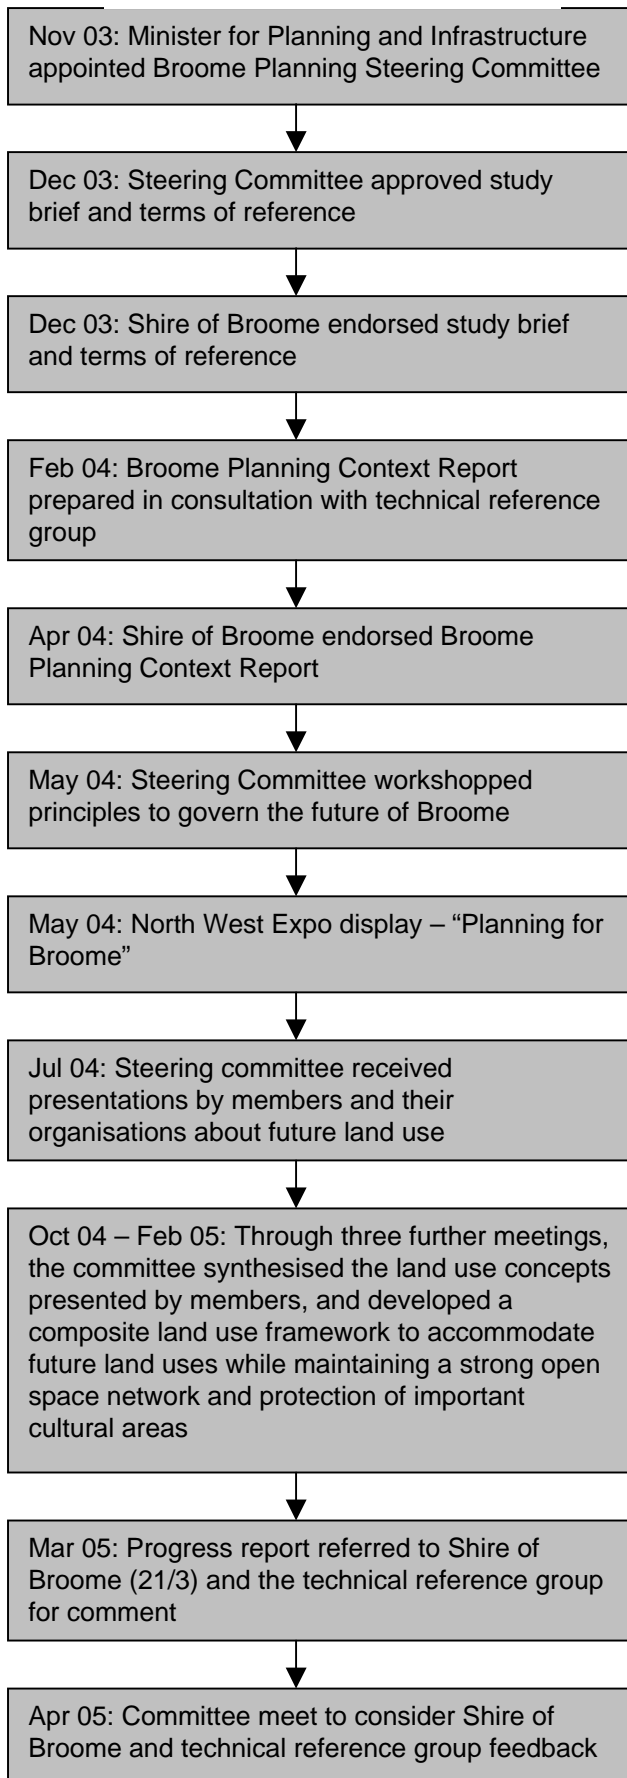 Nov 03: Minister for Planning and Infrastructure
appointed Broome Planning Steering Committee
Dec 03: Steering Committee approved study
brief and terms of reference
Dec 03: Shire of Broome endorsed study brief
and terms of reference
Feb 04: Broome Planning Context Report
prepared in consultation with technical reference
group
Apr 04: Shire of Broome endorsed Broome
Planning Context Report
May 04: Steering Committee workshopped
principles to govern the future of Broome
May 04: North West Expo display – “Planning for
Broome”
Jul 04: Steering committee received
presentations by members and their
organisations about future land use
Oct 04 – Feb 05: Through three further meetings,
the committee synthesised the land use concepts
presented by members, and developed a
composite land use framework to accommodate
future land uses while maintaining a strong open
space network and protection of important
cultural areas
Mar 05: Progress report referred to Shire of
Broome (21/3) and the technical reference group
for comment
Apr 05: Committee meet to consider Shire of
Broome and technical reference group feedback